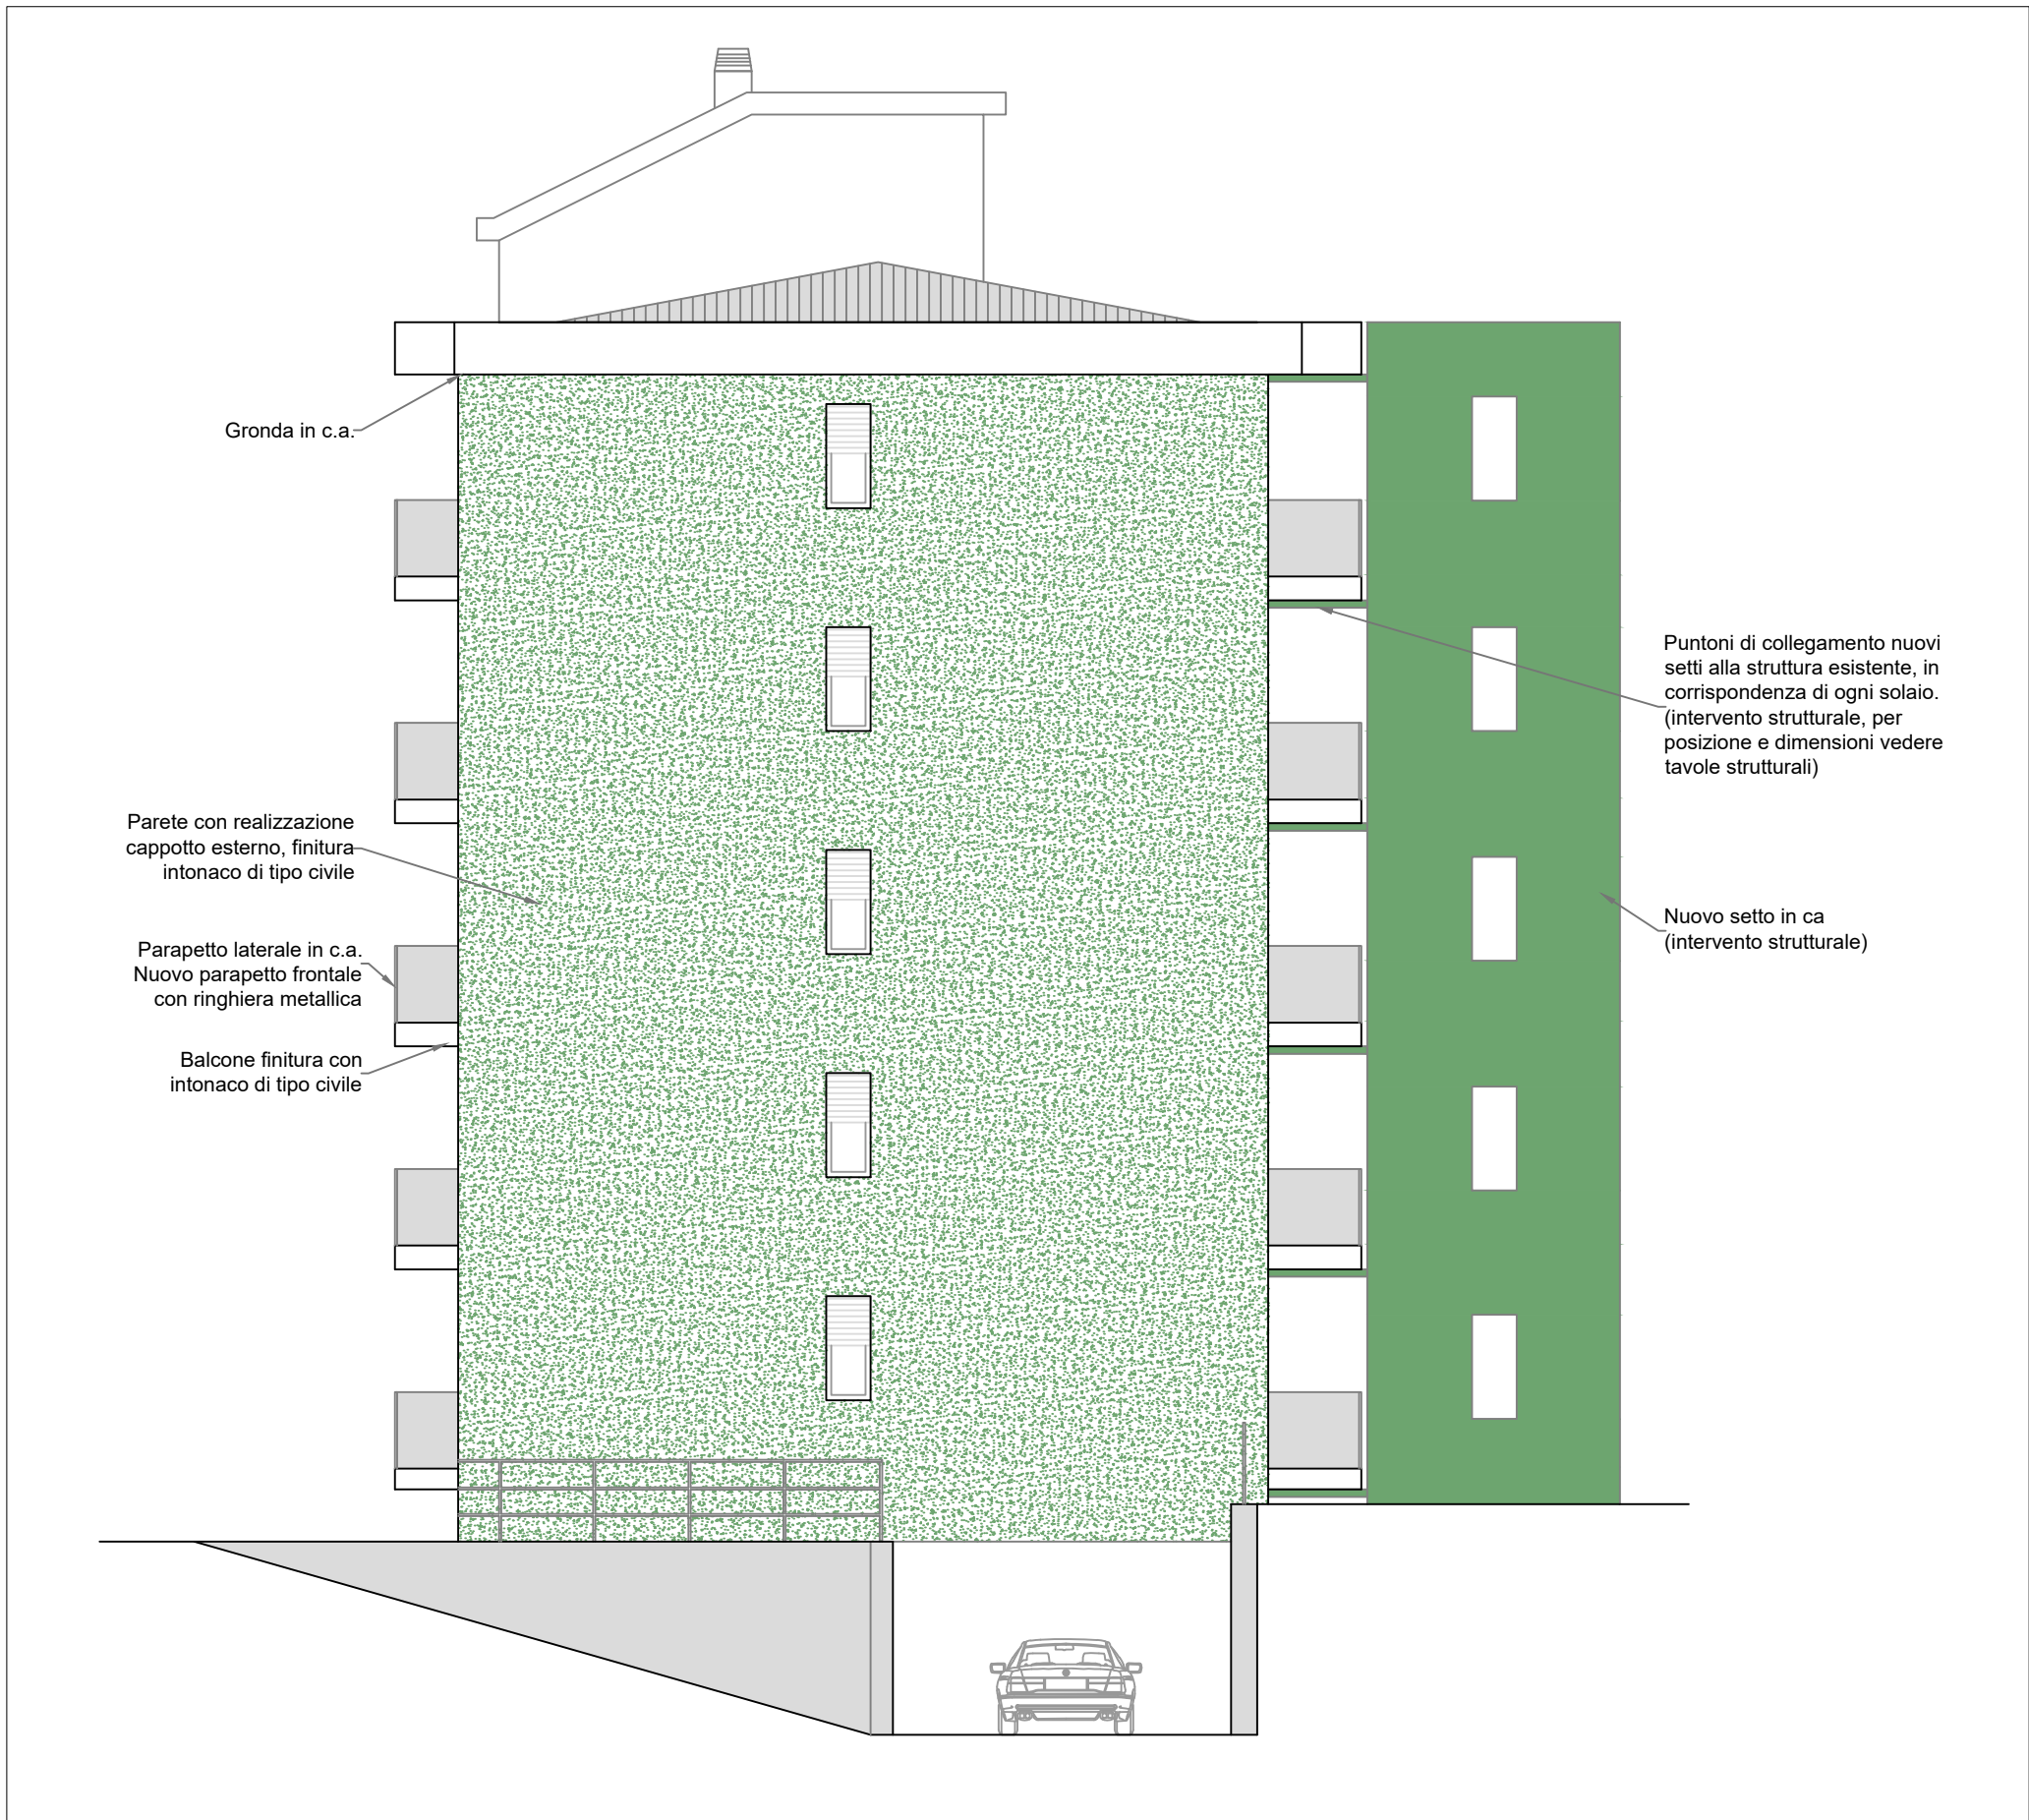 Gronda in c.a.
Puntoni di collegamento nuovi
setti alla struttura esistente, in
corrispondenza di ogni solaio.
(intervento strutturale, per
posizione e dimensioni vedere
tavole strutturali)
Parete con realizzazione
cappotto esterno, finitura
intonaco di tipo civile
Nuovo setto in ca
(intervento strutturale)
Parapetto laterale in c.a.
Nuovo parapetto frontale
con ringhiera metallica
Balcone finitura con
intonaco di tipo civile